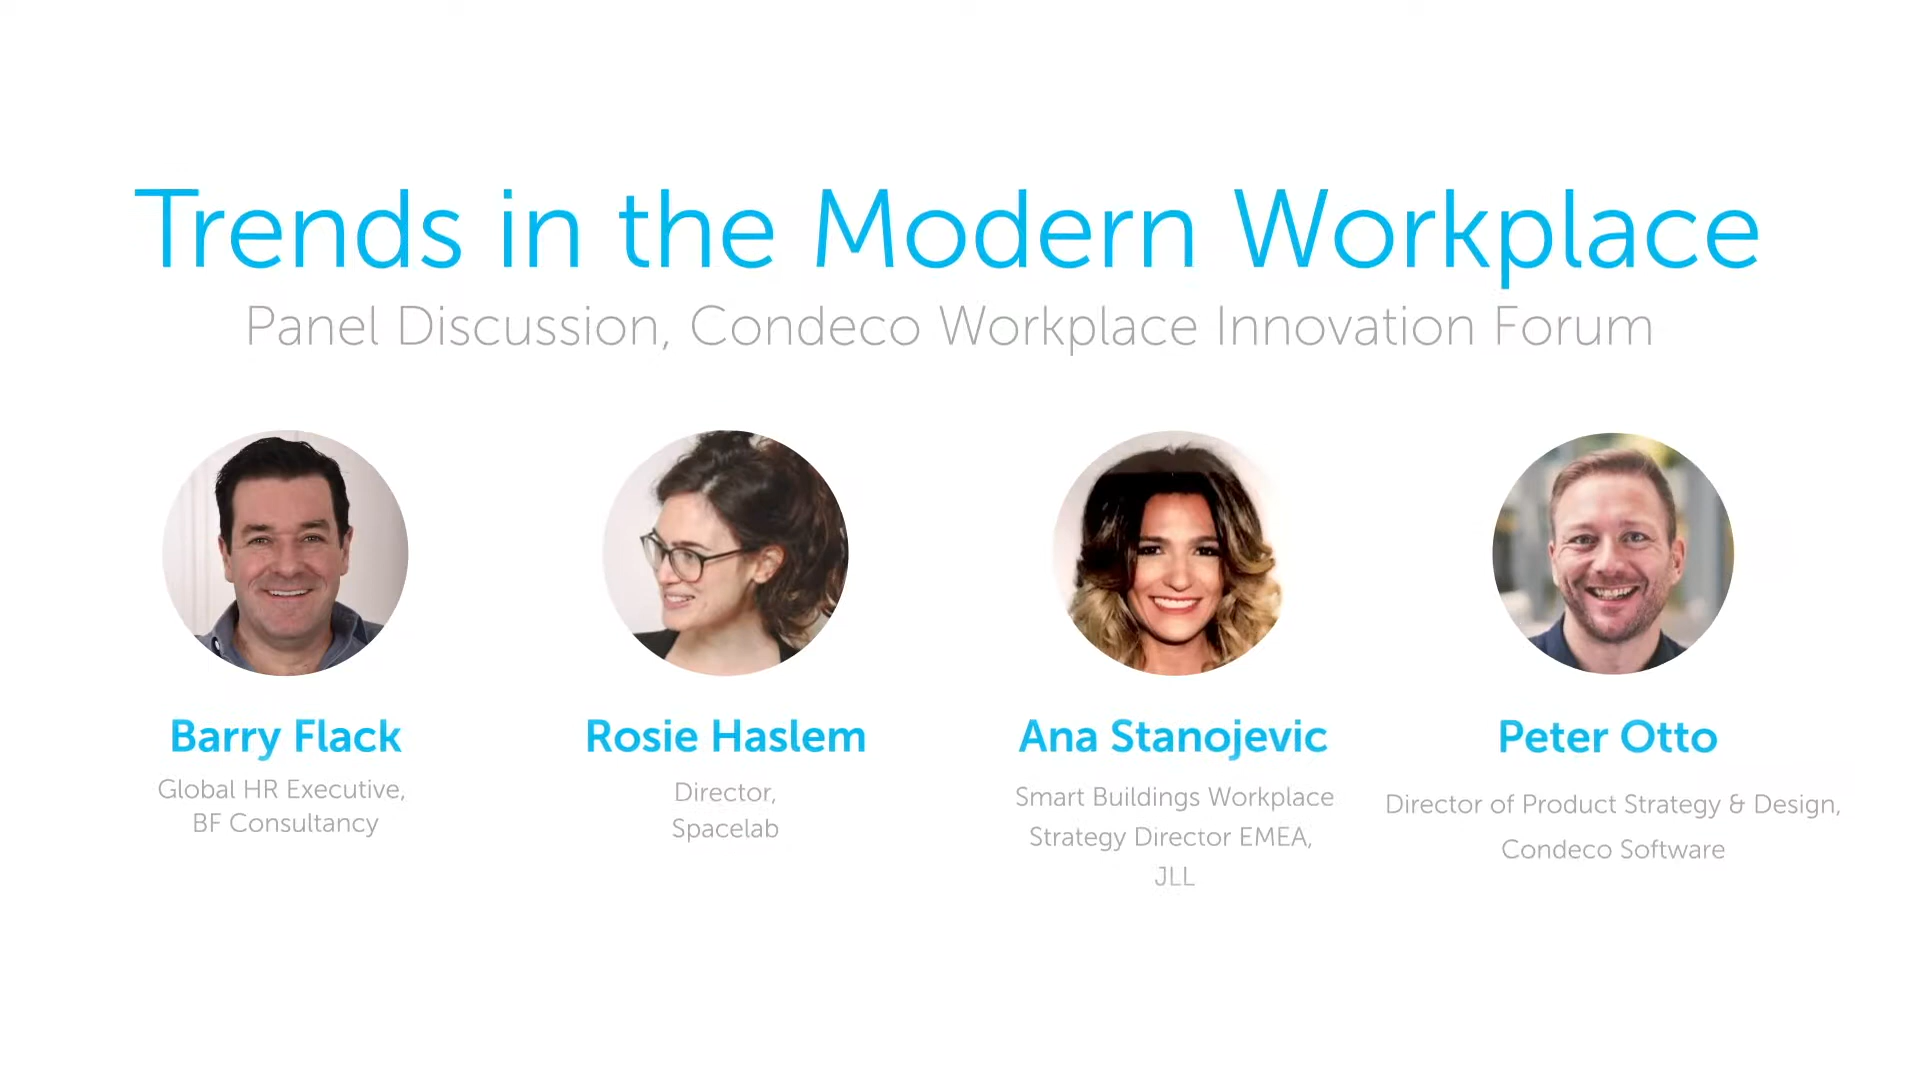 Trends in the Modern Workplace
Panel Discussion, Condeco Workplace Innovation Forum
Barry Flack
Global HR Executive,
BF Consultancy
Rosie Haslem
Director,
Spacelab
Ana Stanojevic
Smart Buildings Workplace
Strategy Director EMEA,
JLL
Peter Otto
Director of Product Strategy & Design,
Condeco Software